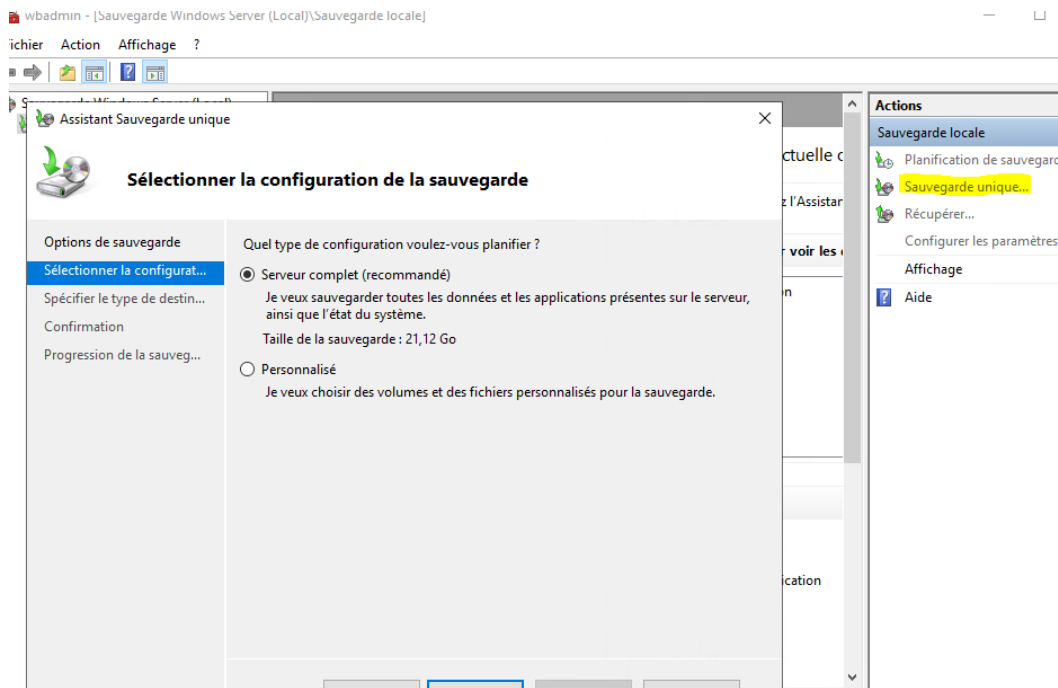 wbadmin - [Sauvegarde Windows Server (Local)\Sauvegarde locale]
ichier Action Affichage ?
Assistant Sauvegarde unique
Sélectionner la configuration de la sauvegarde
Options de sauvegarde
Sélectionner la configurat...
Spécifier le type de destin...
Confirmation
Progression de la sauveg...
Quel type de configuration voulez-vous planifier ?
Serveur complet (recommandé)
Je veux sauvegarder toutes les données et les applications présentes sur le serveur,
ainsi que l'état du système.
Taille de la sauvegarde : 21,12 Go
Personnalisé
Je veux choisir des volumes et des fichiers personnalisés pour la sauvegarde.
ctuelle c
z l'Assistar
r voir les
on
ication
Actions
Sauvegarde locale
Planification de sauvegard
Sauvegarde unique...
Récupérer...
Configurer les paramètres
Affichage
Aide